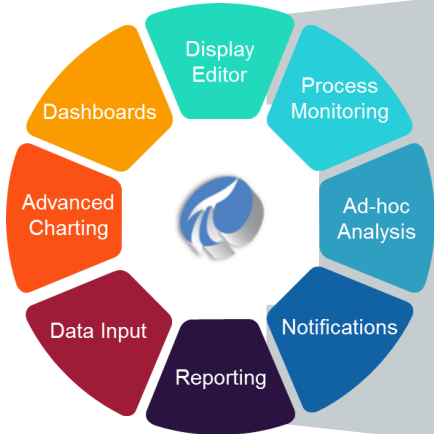 Display
Editor
Process
Monitoring
Ad-hoc
Analysis
Notifications
Reporting
Data Input
Advanced
Charting
Dashboards